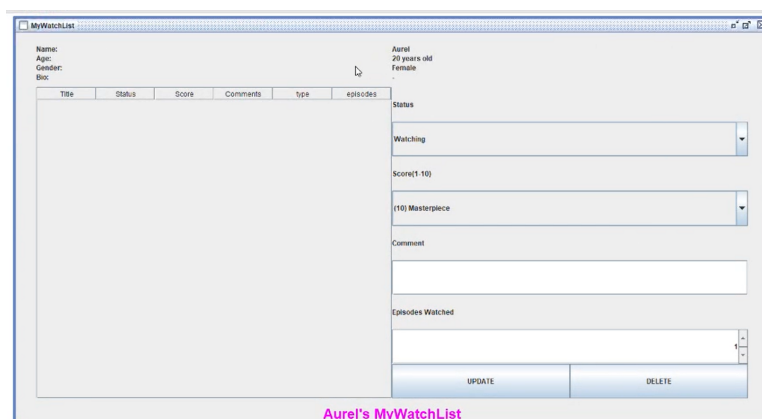 MyWatchList
Name:
Aurel
Age:
20 years old
Gender:
Female
Bio:
-
Title Status Score Comments type episodes
Status
Watching
Score(1-10)
(10) Masterpiece
Comment
Episodes Watched
1
UPDATE DELETE
Aurel's MyWatchList